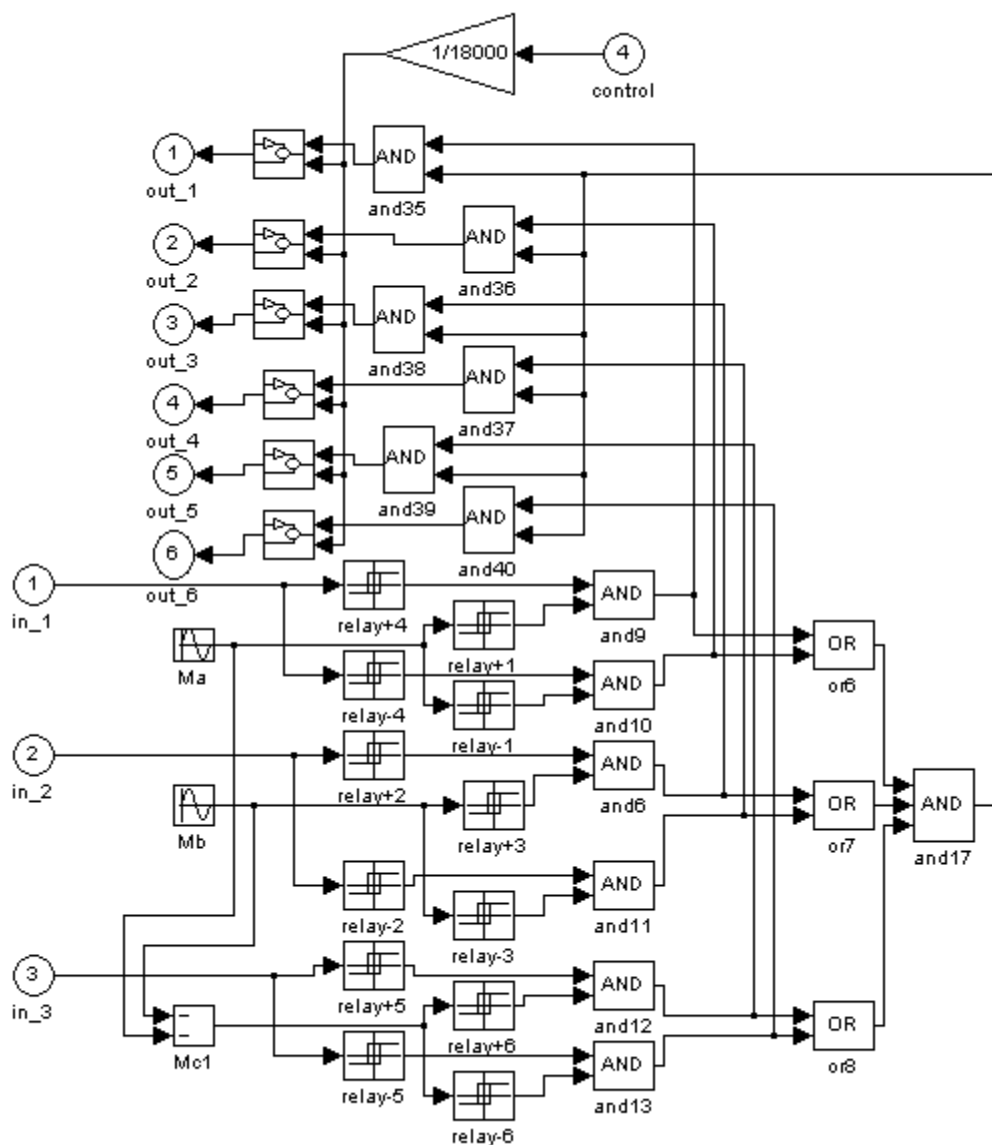 1/18000
4
control
1
out_1
AND
and35
2
out_2
AND
and36
3
out_3
AND
and38
4
out_4
AND
and37
5
out_5
AND
and39
6
out_6
AND
and40
1
in_1
relay+4
AND
and9
Ma
relay+1
OR
or6
relay-4
AND
and10
relay-1
2
in_2
relay+2
AND
and6
Mb
relay+3
OR
or7
AND
and17
relay-2
AND
and11
relay-3
3
in_3
relay+5
AND
and12
Mc1
relay+6
OR
or8
relay-5
AND
and13
relay-6